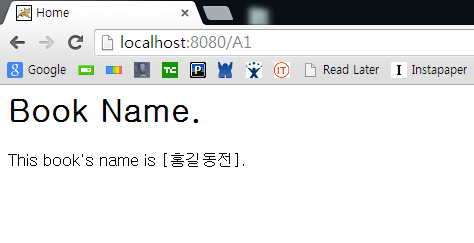 Home
localhost:8080/A1
Google
Read Later
Instapaper
Book Name.
This book's name is [홍길동전].